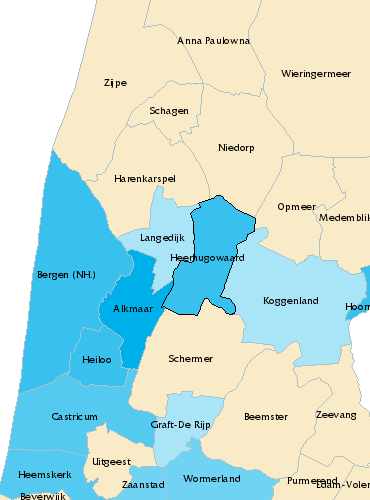 Anna Paulowna
Wieringermeer
Zijpe
Schagen
Niedorp
Harenkarspel
Opmeer
Medemblik
Langedijk
Heerhugowaard
Bergen (NH.)
Koggenland
Hoorn
Alkmaar
Schermer
Heiloo
Castricum
Graft-De Rijp
Beemster
Zeevang
Uitgeest
Heemskerk
Zaanstad
Wormerland
Purmerend
Edam-Volen
Beverwijk